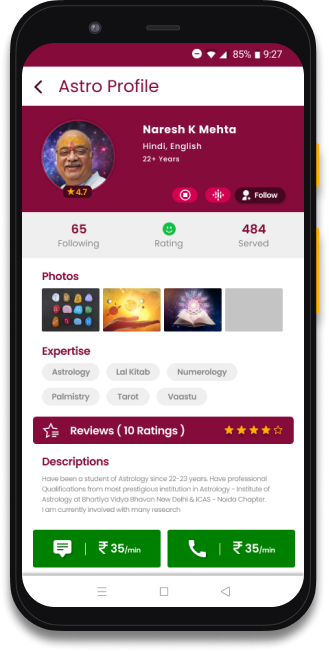 85% 9:27
Astro Profile
Naresh K Mehta
Hindi, English
22+ Years
4.7
Follow
65
484
Following
Rating
Served
Photos
Expertise
Astrology
Lal Kitab
Numerology
Palmistry
Tarot
Vaastu
Reviews ( 10 Ratings )
Descriptions
Have been a student of Astrology since 22-23 years. Have professional
Qualifications from most prestigious institution in Astrology - Institute of
Astrology at Bhartiya Vidya Bhavan New Delhi & ICAS - Noida Chapter.
I am currently involved with many research
| ₹ 35/min
| ₹ 35/min